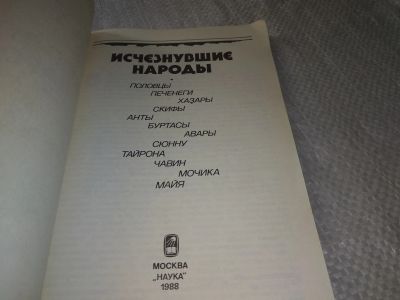 ИСЧЕЗНУВШИЕ
НАРОДЫ
ПОЛОВЦЫ
ПЕЧЕНЕГИ
ХАЗАРЫ
СКИФЫ
АНТЫ
БУРТАСЫ
АВАРЫ
СЮННУ
ТАЙРОНА
ЧАВИН
МОЧИКА
МАЙЯ
МОСКВА
„НАУКА"
1988